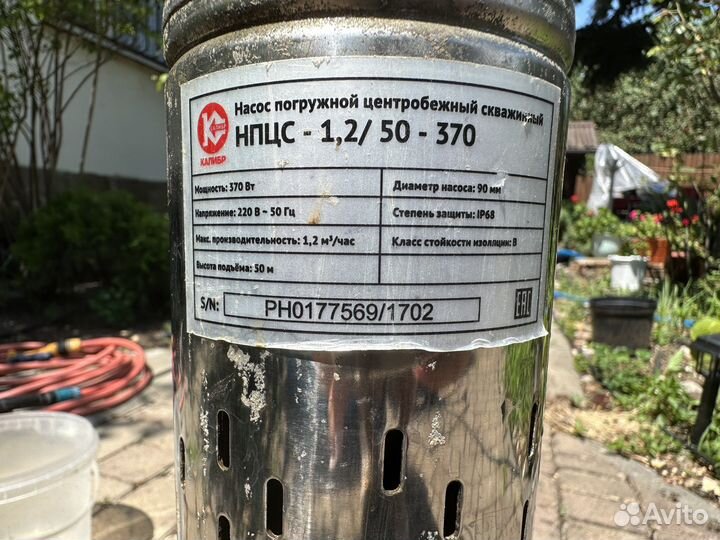 Насос погружной центробежный скважинный
НПЦС - 1,2/ 50 - 370
КАЛИБР
КАЛИБР
Мощность: 370 Вт
Напряжение: 220 В ~ 50 Гц
Макс. производительность: 1,2 м³/час
Высота подъёма: 50 м
Диаметр насоса: 90 мм
Степень защиты: IP68
Класс стойкости изоляции: В
S/N: PH0177569/1702
EAC
Avito